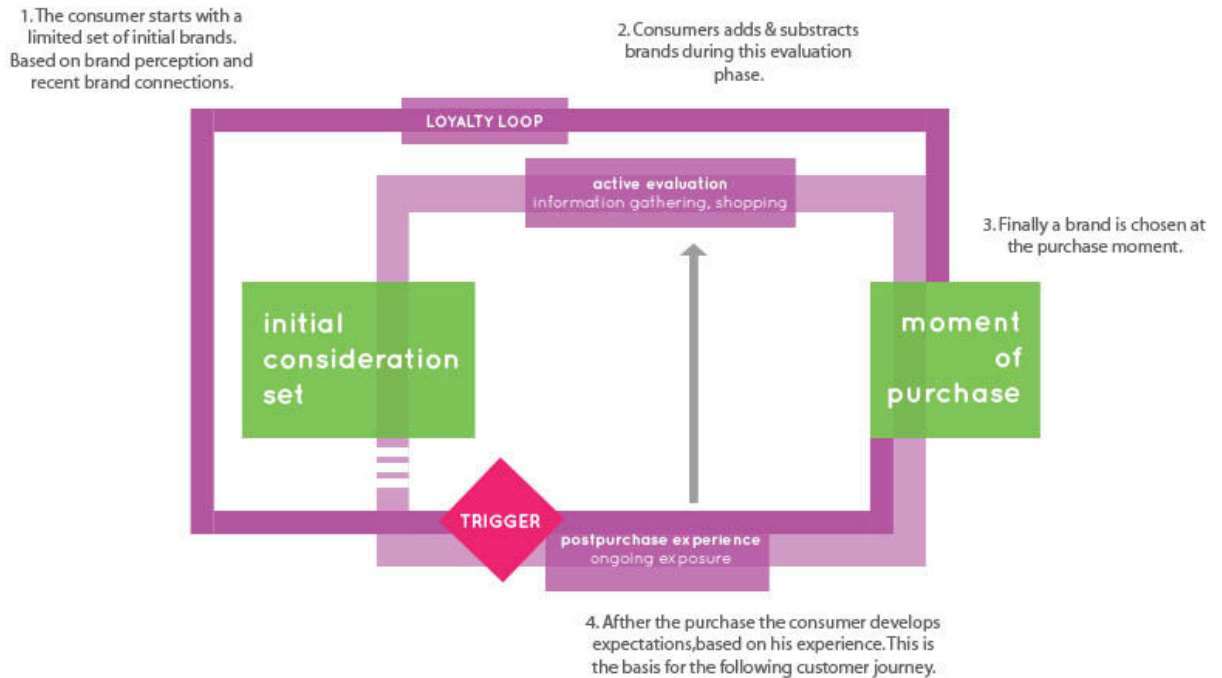 1. The consumer starts with a
limited set of initial brands.
Based on brand perception and
recent brand connections.
2. Consumers adds & substracts
brands during this evaluation
phase.
LOYALTY LOOP
active evaluation
information gathering, shopping
3. Finally a brand is chosen at
the purchase moment.
initial
consideration
set
moment
of
purchase
TRIGGER
postpurchase experience
ongoing exposure
4. Afther the purchase the consumer develops
expectations,based on his experience. This is
the basis for the following customer journey.